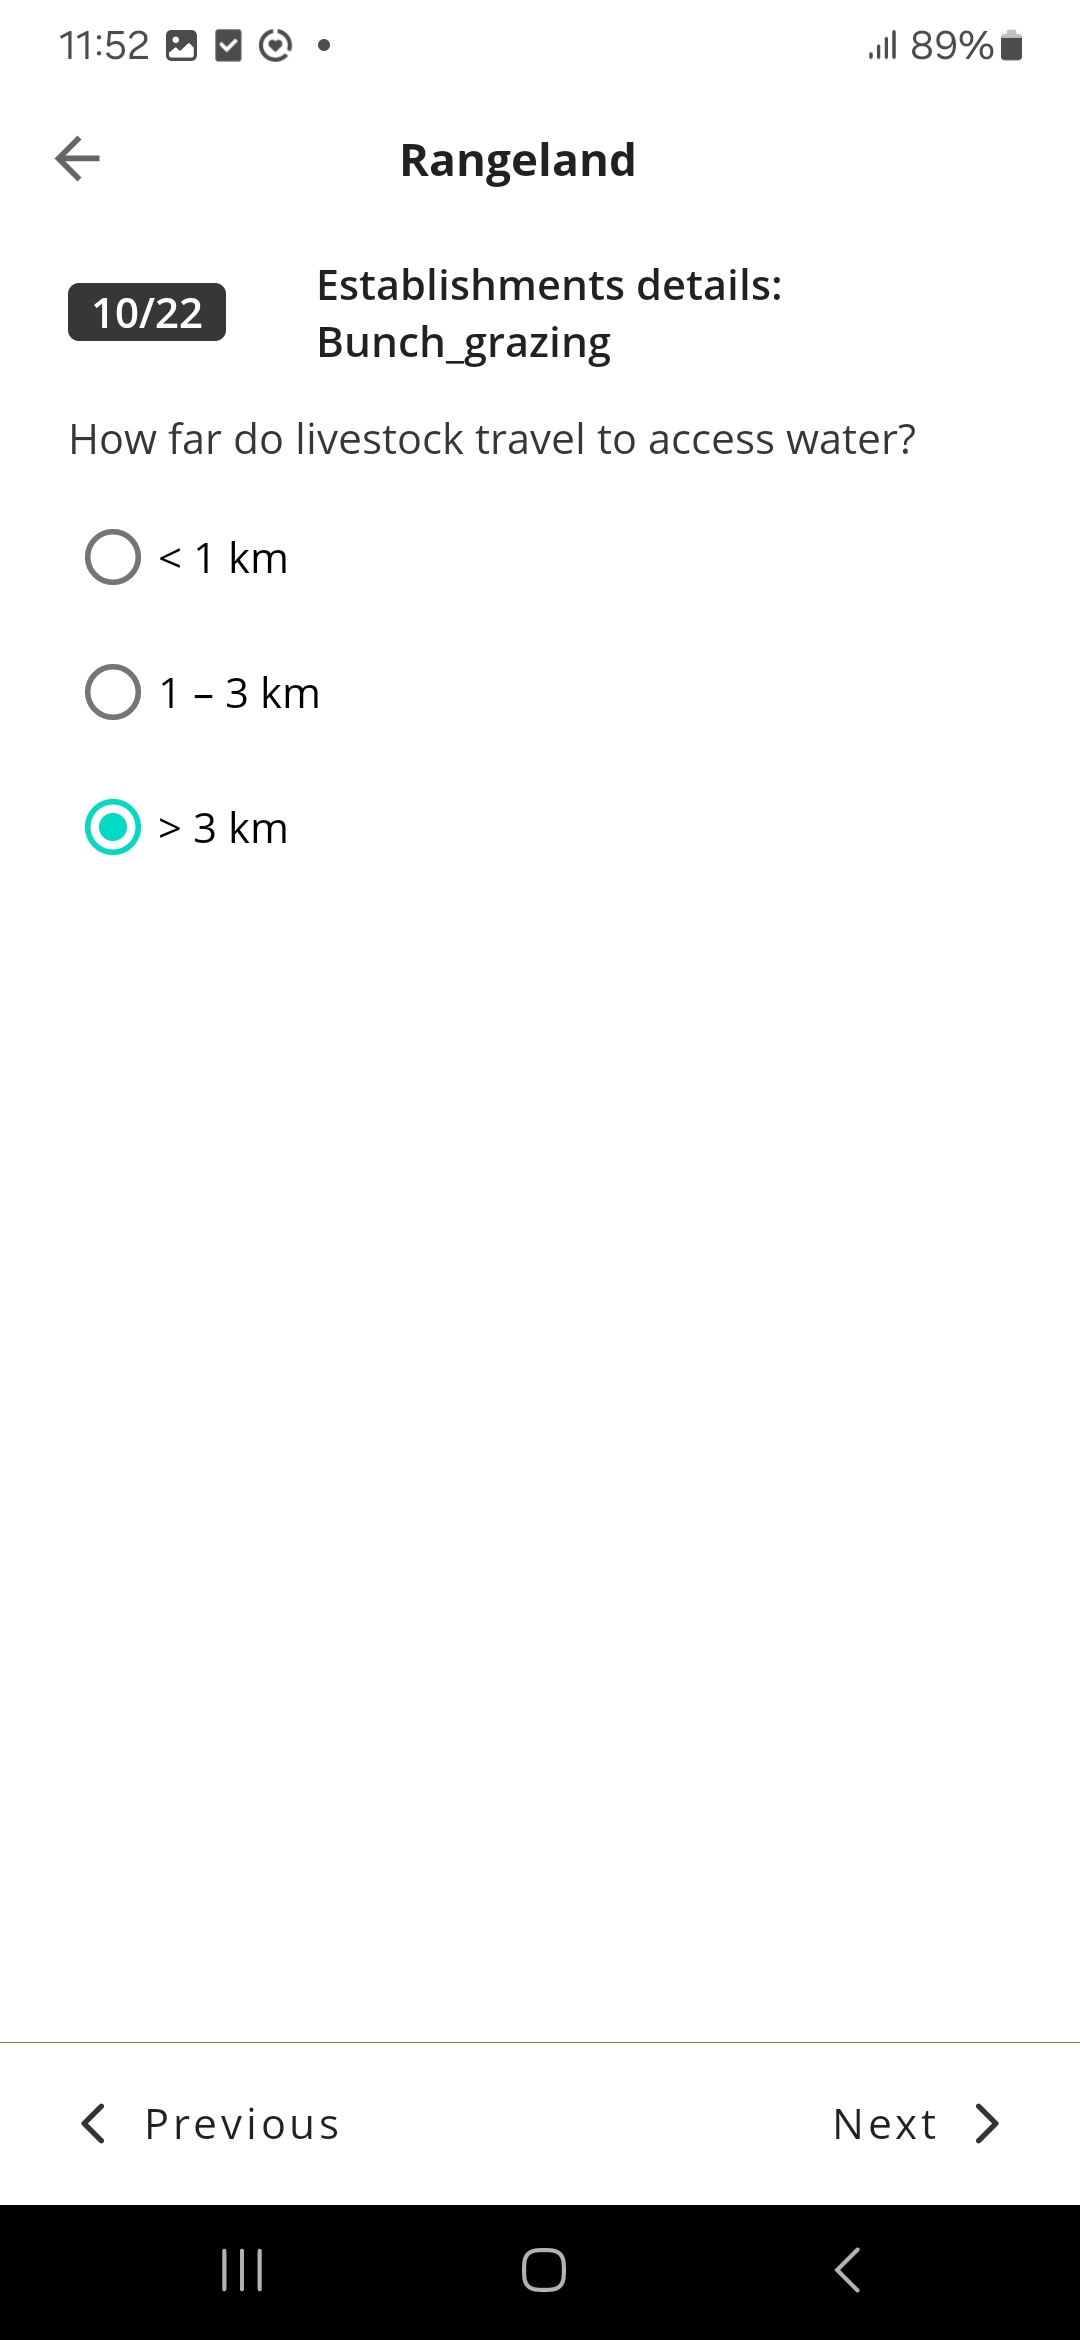 11:52
89%
Rangeland
10/22
Establishments details:
Bunch_grazing
How far do livestock travel to access water?
< 1 km
1 – 3 km
> 3 km
Previous
Next